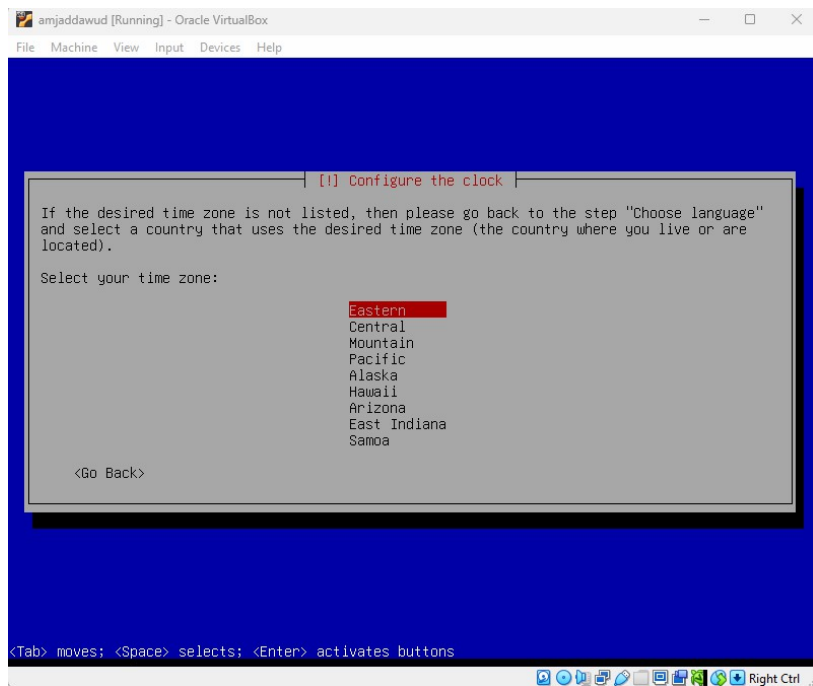 amjaddawud [Running] - Oracle VirtualBox
File Machine View Input Devices Help
[!] Configure the clock
If the desired time zone is not listed, then please go back to the step "Choose language"
and select a country that uses the desired time zone (the country where you live or are
located).
Select your time zone:
Eastern
Central
Mountain
Pacific
Alaska
Hawaii
Arizona
East Indiana
Samoa
<Go Back>
<Tab> moves; <Space> selects; <Enter> activates buttons
Right Ctrl